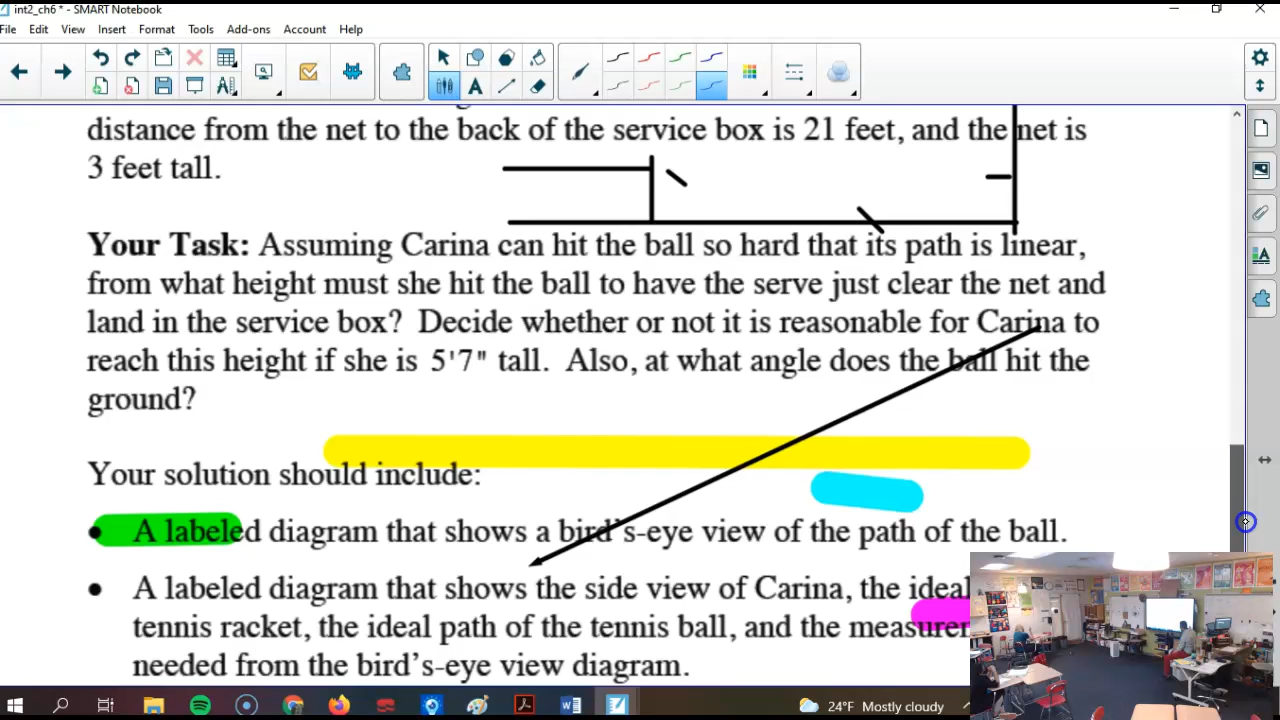 int2_ch6 * - SMART Notebook
File Edit View Insert Format Tools Add-ons Account Help
distance from the net to the back of the service box is 21 feet, and the net is
3 feet tall.
Your Task: Assuming Carina can hit the ball so hard that its path is linear,
from what height must she hit the ball to have the serve just clear the net and
land in the service box? Decide whether or not it is reasonable for Carina to
reach this height if she is 5'7" tall. Also, at what angle does the ball hit the
ground?
Your solution should include:
• A labeled diagram that shows a bird's-eye view of the path of the ball.
• A labeled diagram that shows the side view of Carina, the ideal
tennis racket, the ideal path of the tennis ball, and the
needed from the bird's-eye view diagram.
24°F Mostly cloudy